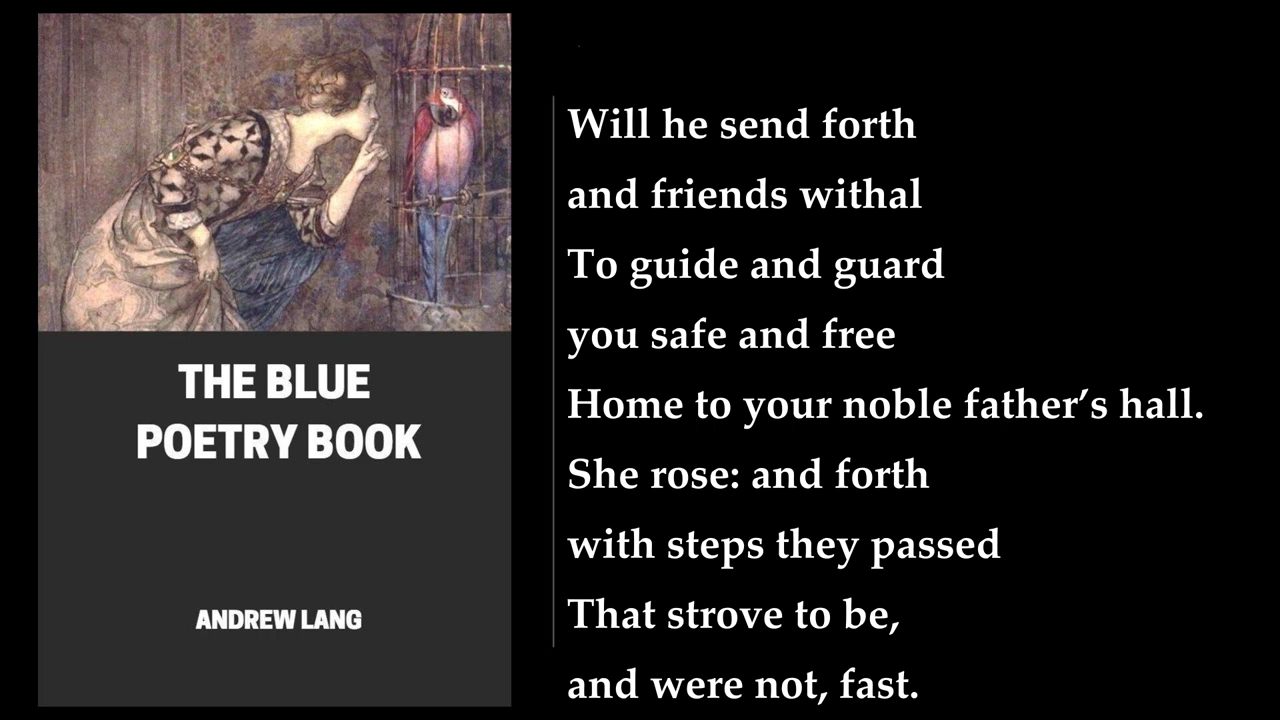 THE BLUE
POETRY BOOK
ANDREW LANG
Will he send forth
and friends withal
To guide and guard
you safe and free
Home to your noble father’s hall.
She rose: and forth
with steps they passed
That strove to be,
and were not, fast.